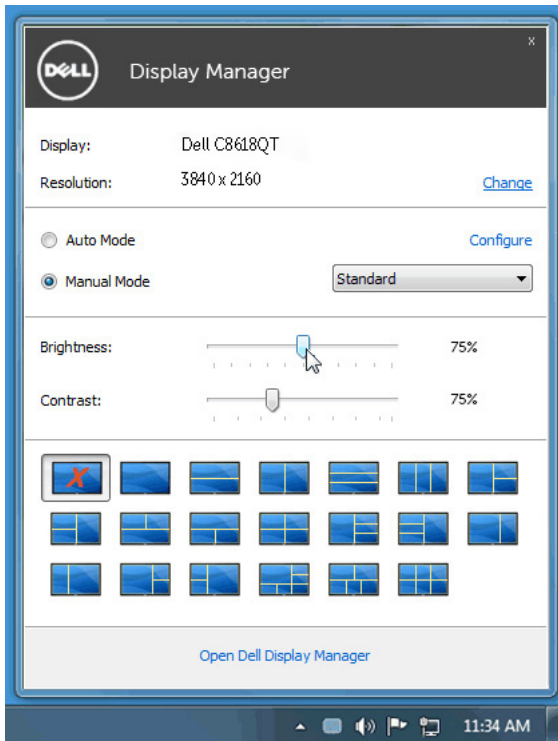 x
DELL Display Manager
Display: Dell C8618QT
Resolution: 3840 x 2160 Change
Auto Mode Configure
Manual Mode Standard
Brightness: 75%
Contrast: 75%
X
Open Dell Display Manager
11:34 AM